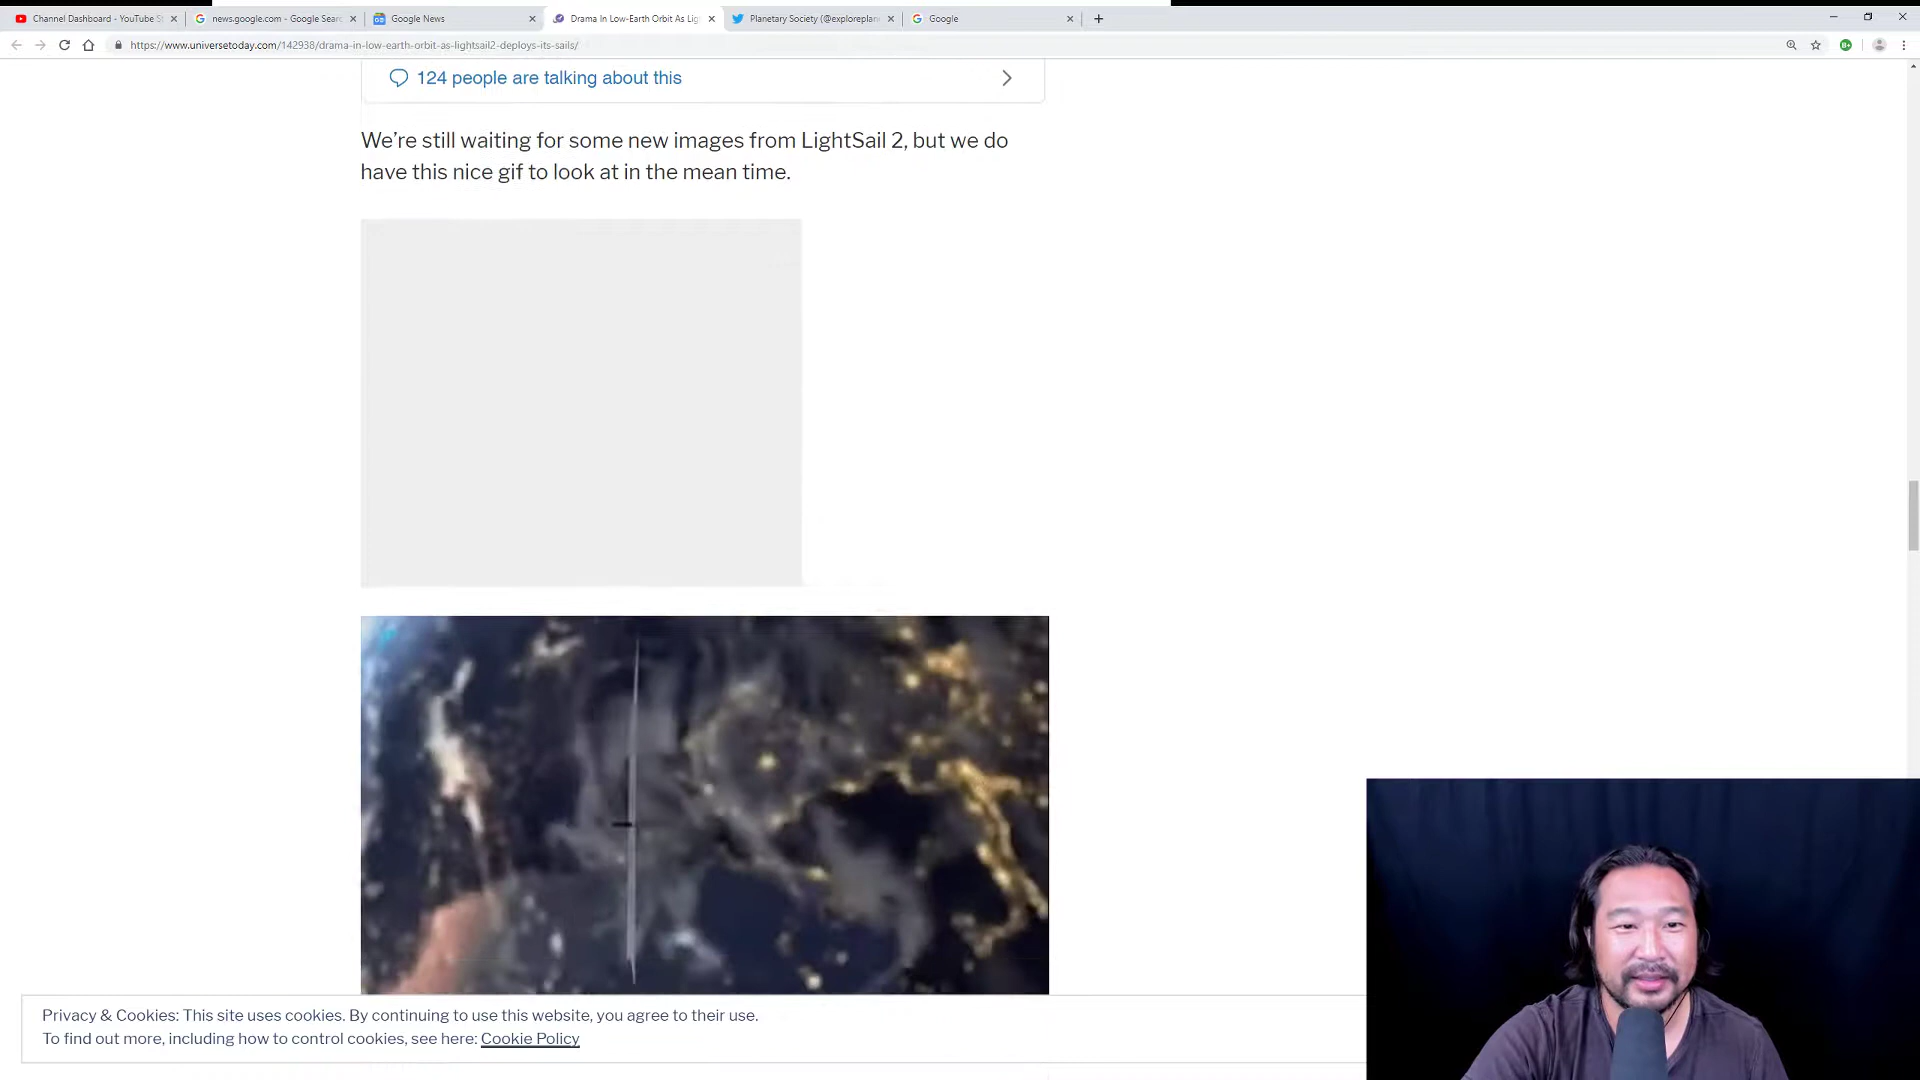 Channel Dashboard - YouTube St
news.google.com - Google Sear
Google News
Drama In Low-Earth Orbit As Lig
Planetary Society (@exploreplan
Google
https://www.universetoday.com/142938/drama-in-low-earth-orbit-as-lightsail2-deploys-its-sails/
124 people are talking about this
We’re still waiting for some new images from LightSail 2, but we do
have this nice gif to look at in the mean time.
Privacy & Cookies: This site uses cookies. By continuing to use this website, you agree to their use.
To find out more, including how to control cookies, see here: Cookie Policy